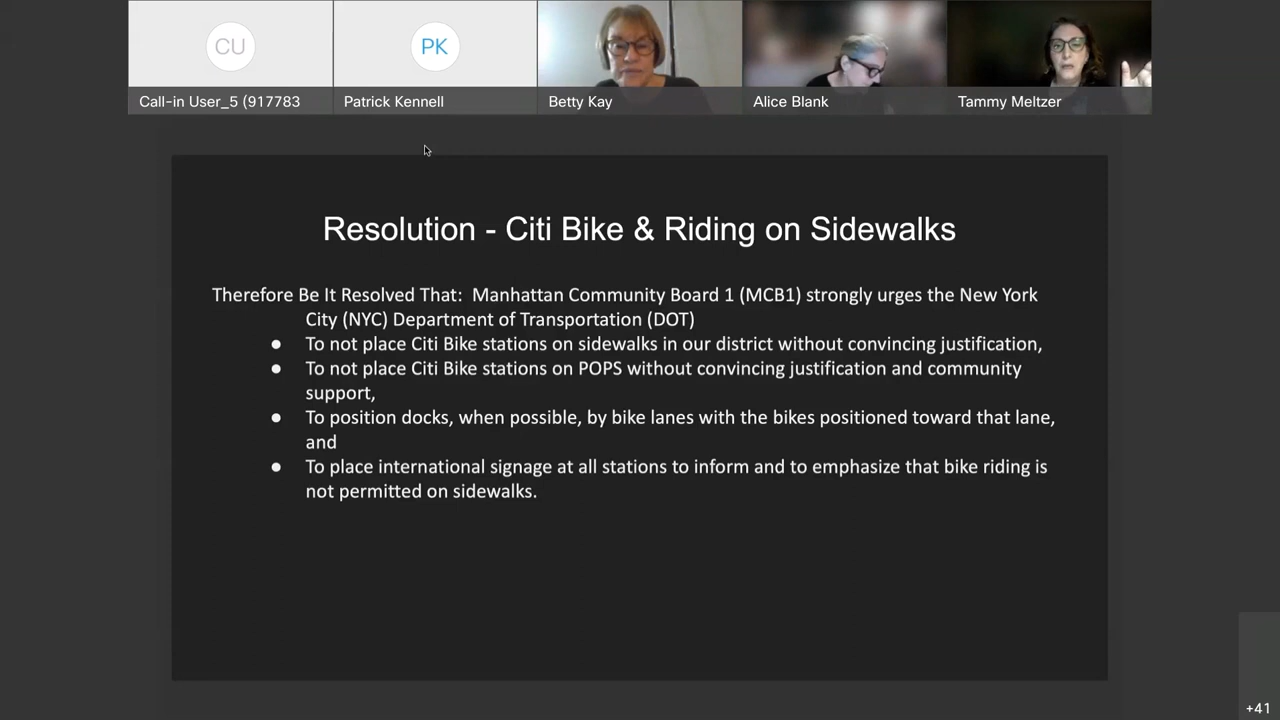 CU
PK
Call-in User_5 (917783
Patrick Kennell
Betty Kay
Alice Blank
Tammy Meltzer
Resolution - Citi Bike & Riding on Sidewalks
Therefore Be It Resolved That: Manhattan Community Board 1 (MCB1) strongly urges the New York
City (NYC) Department of Transportation (DOT)
● To not place Citi Bike stations on sidewalks in our district without convincing justification,
● To not place Citi Bike stations on POPS without convincing justification and community
support,
● To position docks, when possible, by bike lanes with the bikes positioned toward that lane,
and
● To place international signage at all stations to inform and to emphasize that bike riding is
not permitted on sidewalks.
+41